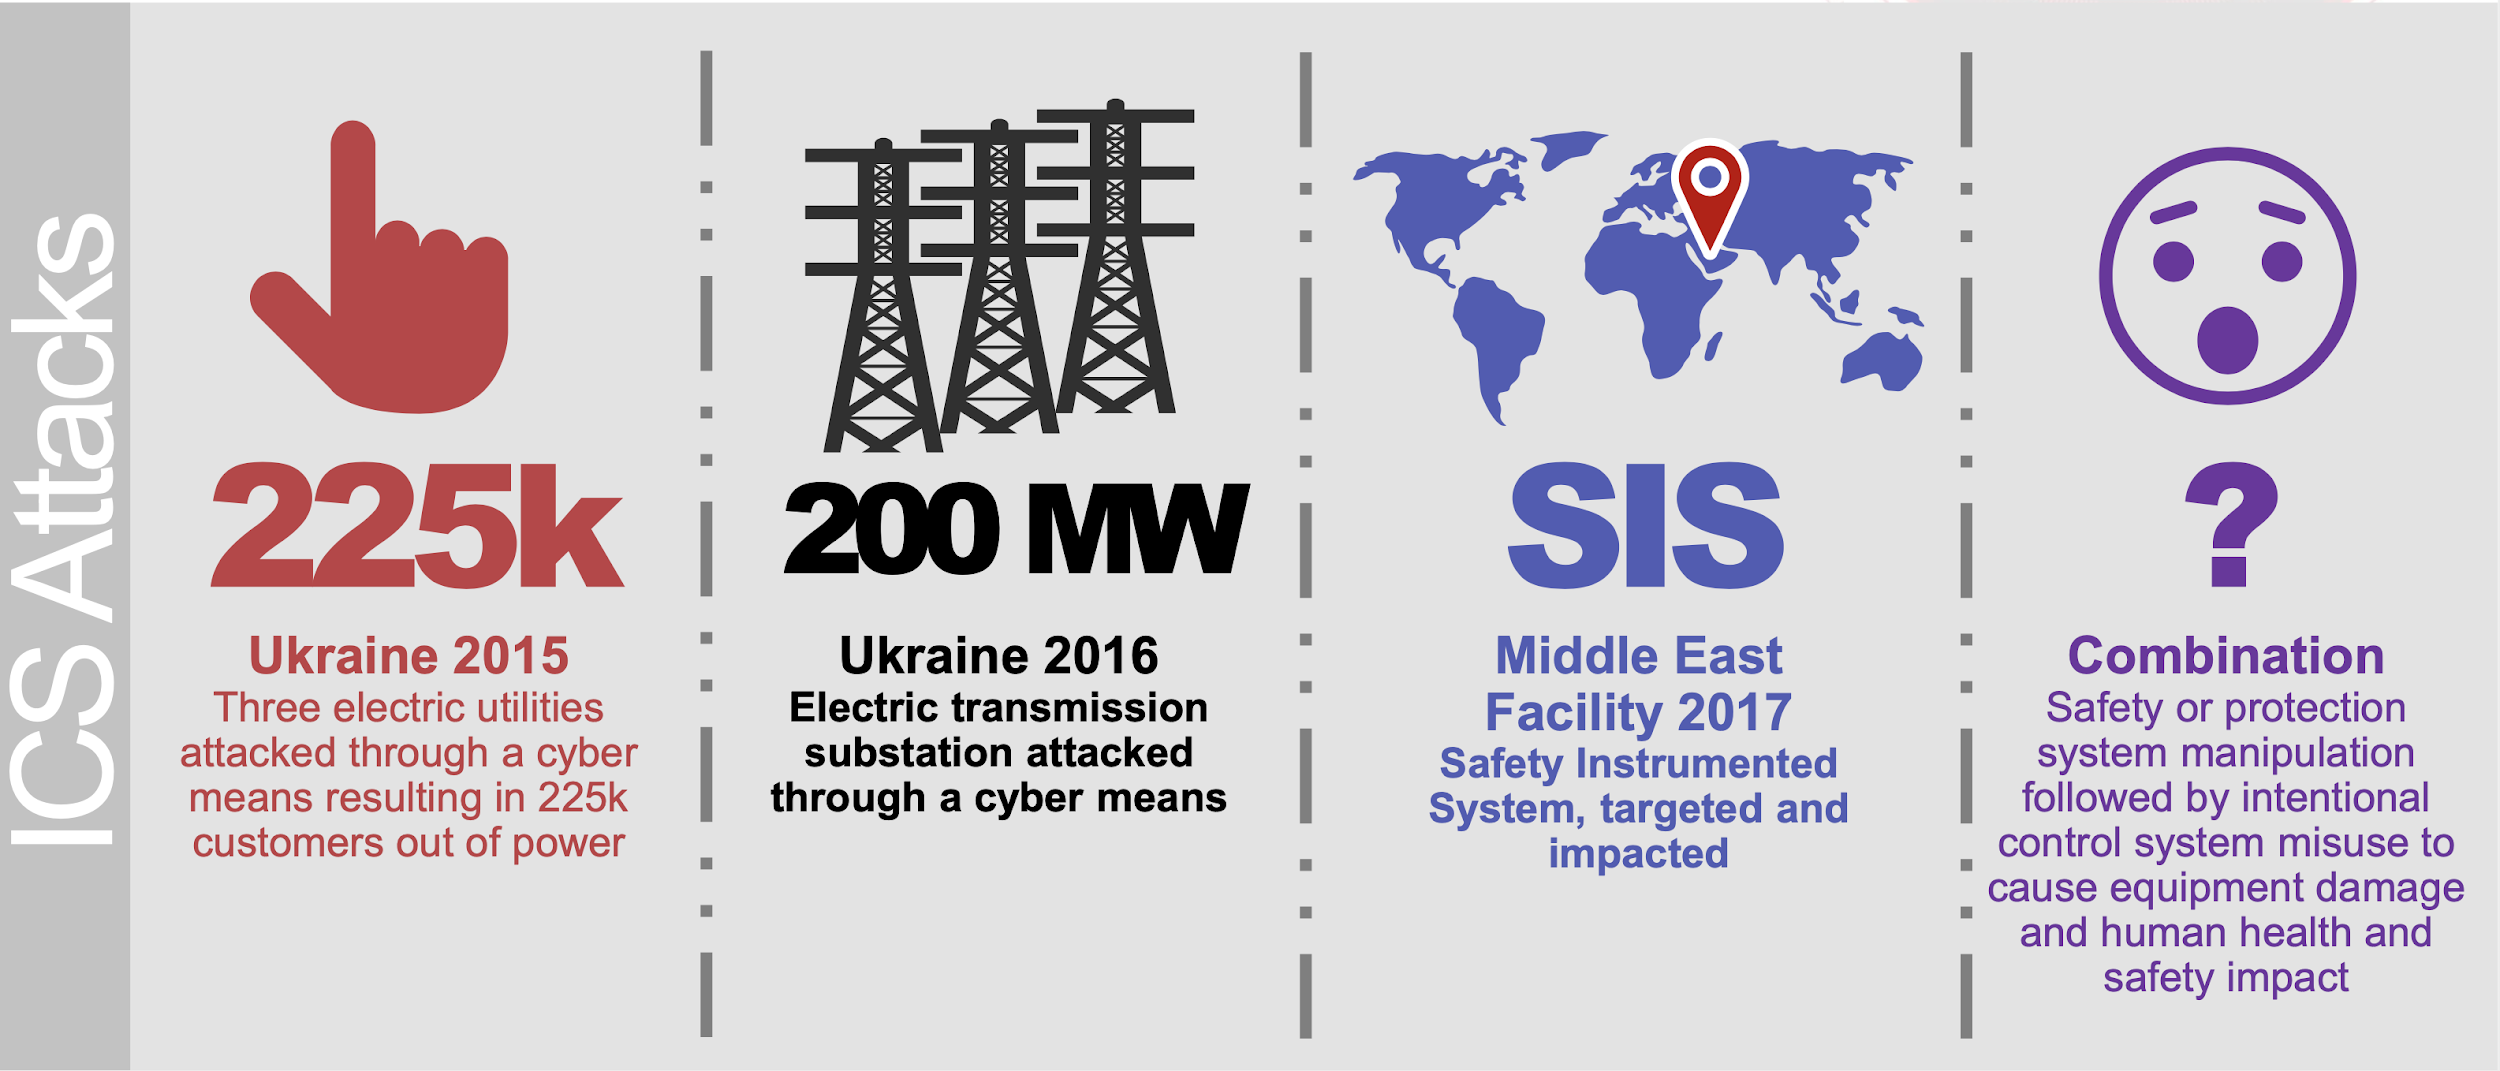 ICS Attacks
225k
Ukraine 2015
Three electric utilities
attacked through a cyber
means resulting in 225k
customers out of power
200 MW
Ukraine 2016
Electric transmission
substation attacked
through a cyber means
SIS
Middle East
Facility 2017
Safety Instrumented
System, targeted and
impacted
?
Combination
Safety or protection
system manipulation
followed by intentional
control system misuse to
cause equipment damage
and human health and
safety impact